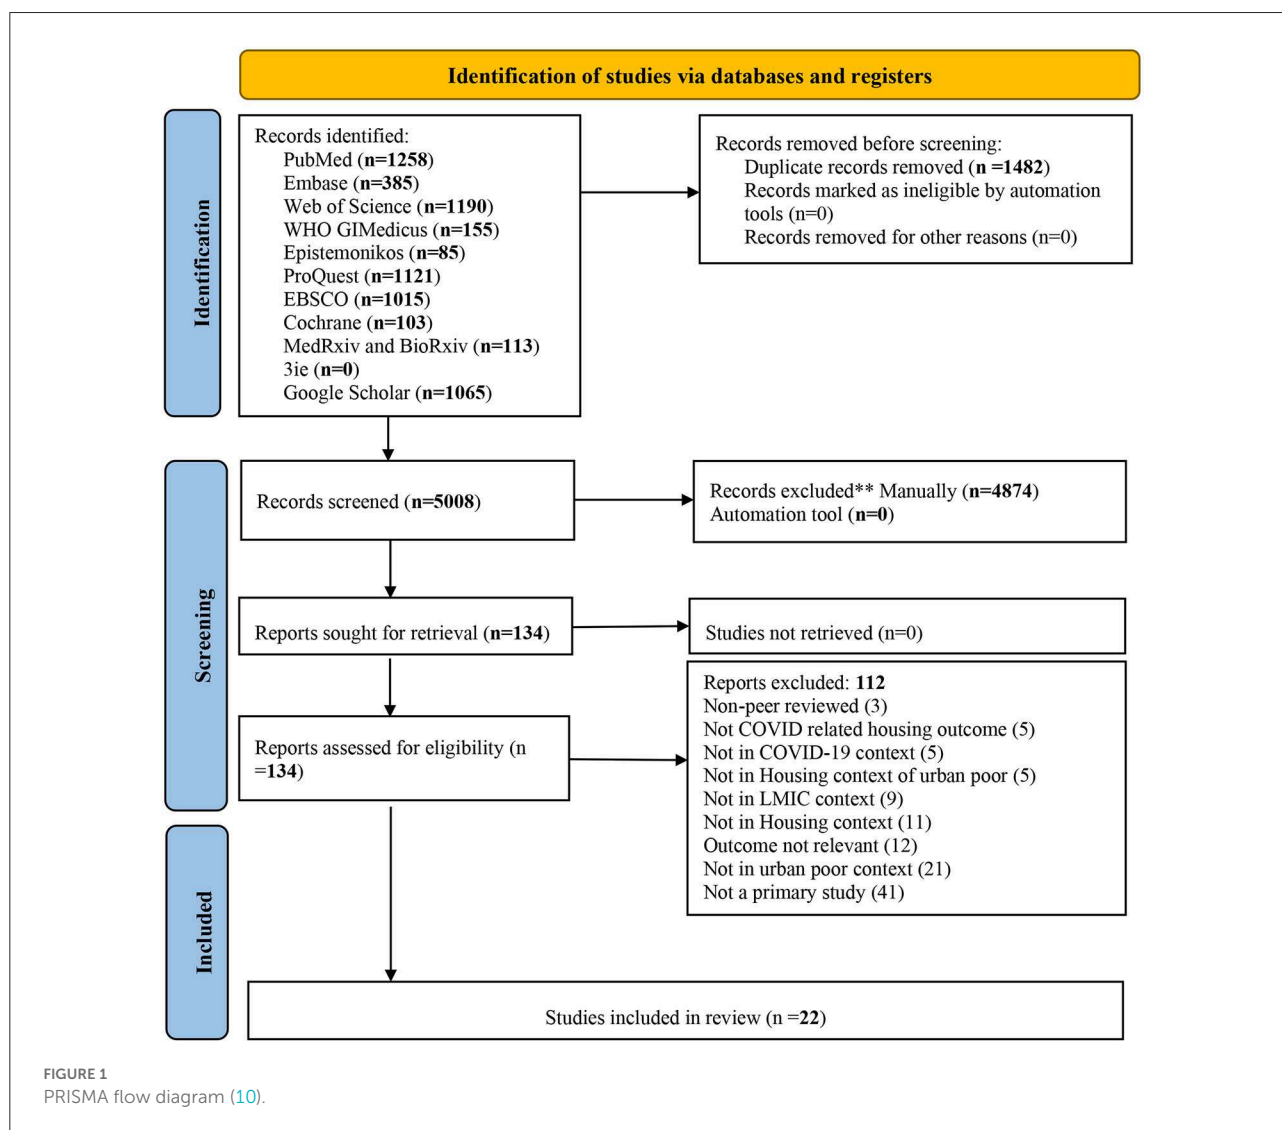 Identification of studies via databases and registers
Identification
Records identified:
PubMed (n=1258)
Embase (n=385)
Web of Science (n=1190)
WHO GIMedicus (n=155)
Epistemonikos (n=85)
ProQuest (n=1121)
EBSCO (n=1015)
Cochrane (n=103)
MedRxiv and BioRxiv (n=113)
3ie (n=0)
Google Scholar (n=1065)
Records removed before screening:
Duplicate records removed (n =1482)
Records marked as ineligible by automation
tools (n=0)
Records removed for other reasons (n=0)
Screening
Records screened (n=5008)
Records excluded** Manually (n=4874)
Automation tool (n=0)
Reports sought for retrieval (n=134)
Studies not retrieved (n=0)
Reports assessed for eligibility (n
=134)
Reports excluded: 112
Non-peer reviewed (3)
Not COVID related housing outcome (5)
Not in COVID-19 context (5)
Not in Housing context of urban poor (5)
Not in LMIC context (9)
Not in Housing context (11)
Outcome not relevant (12)
Not in urban poor context (21)
Not a primary study (41)
Included
Studies included in review (n =22)
FIGURE 1
PRISMA flow diagram (10).